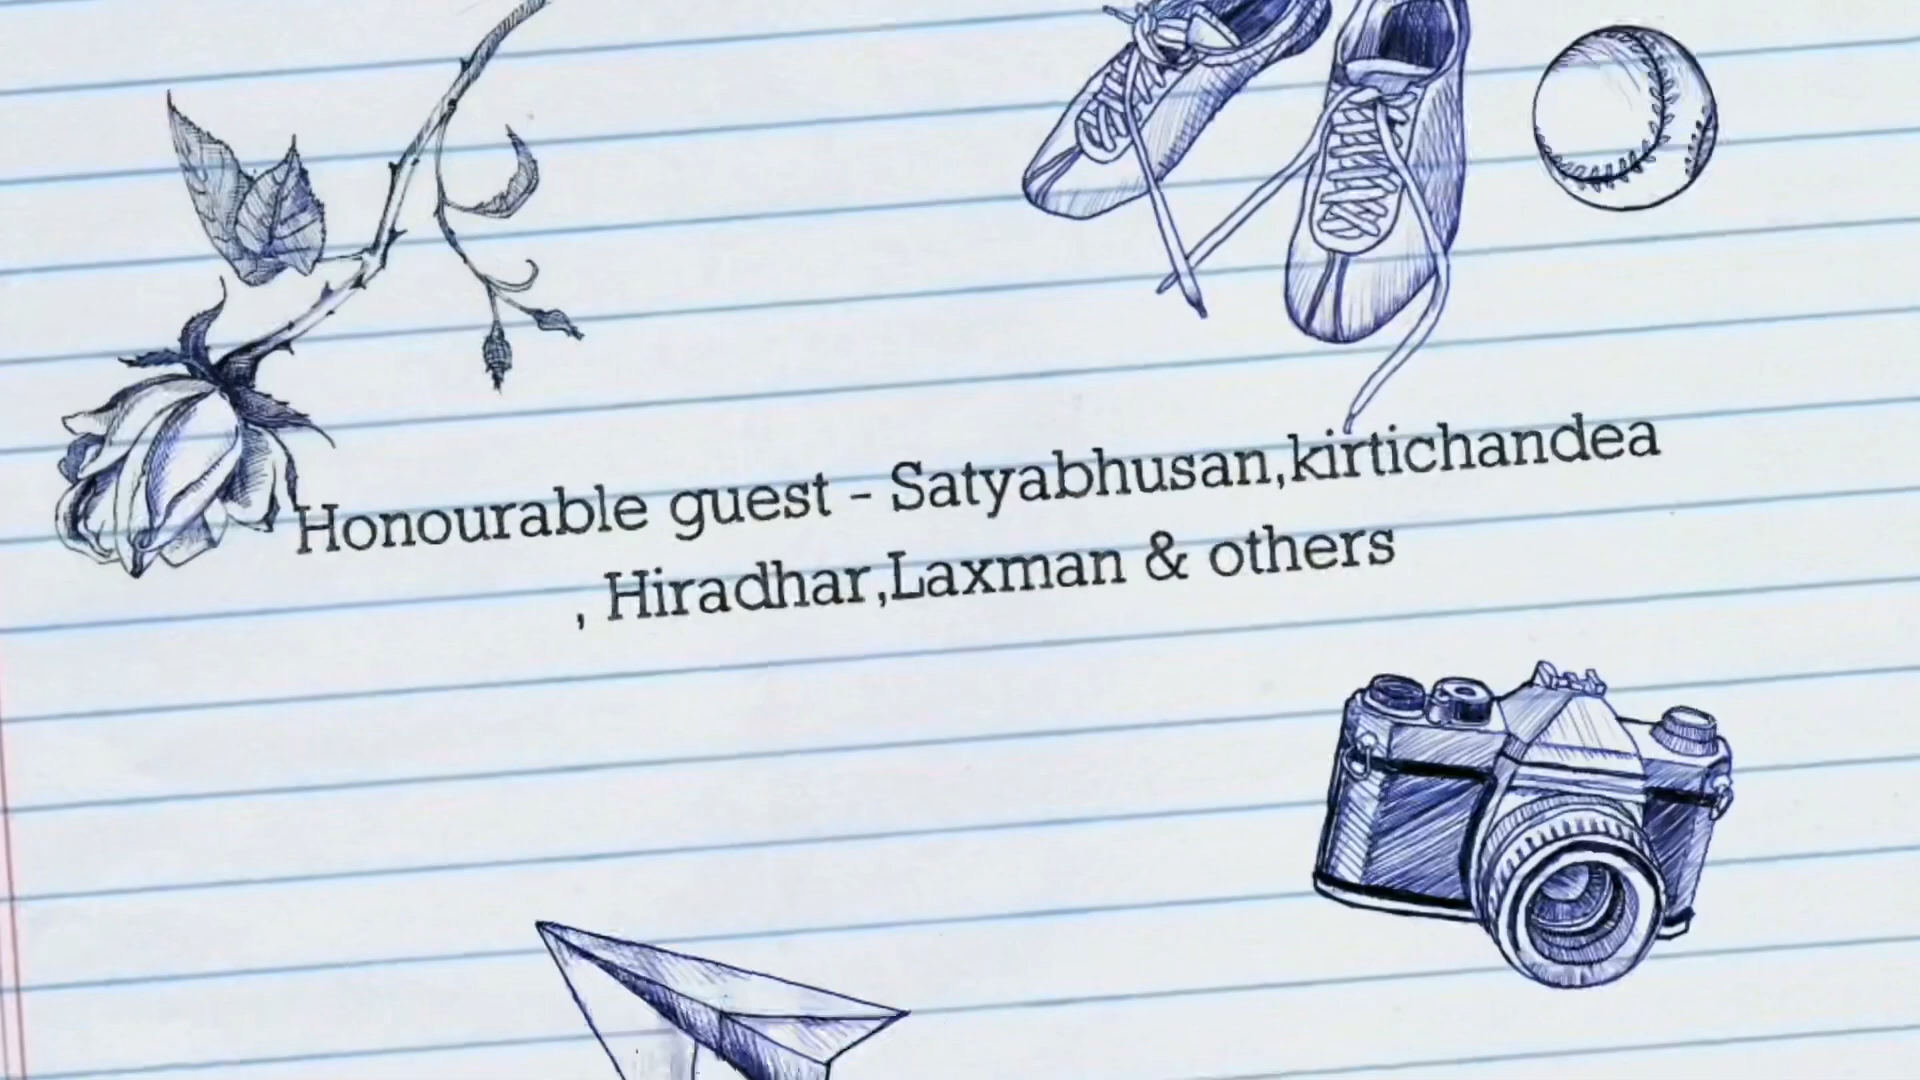 Honourable guest - Satyabhusan,kirtichandea
, Hiradhar,Laxman & others